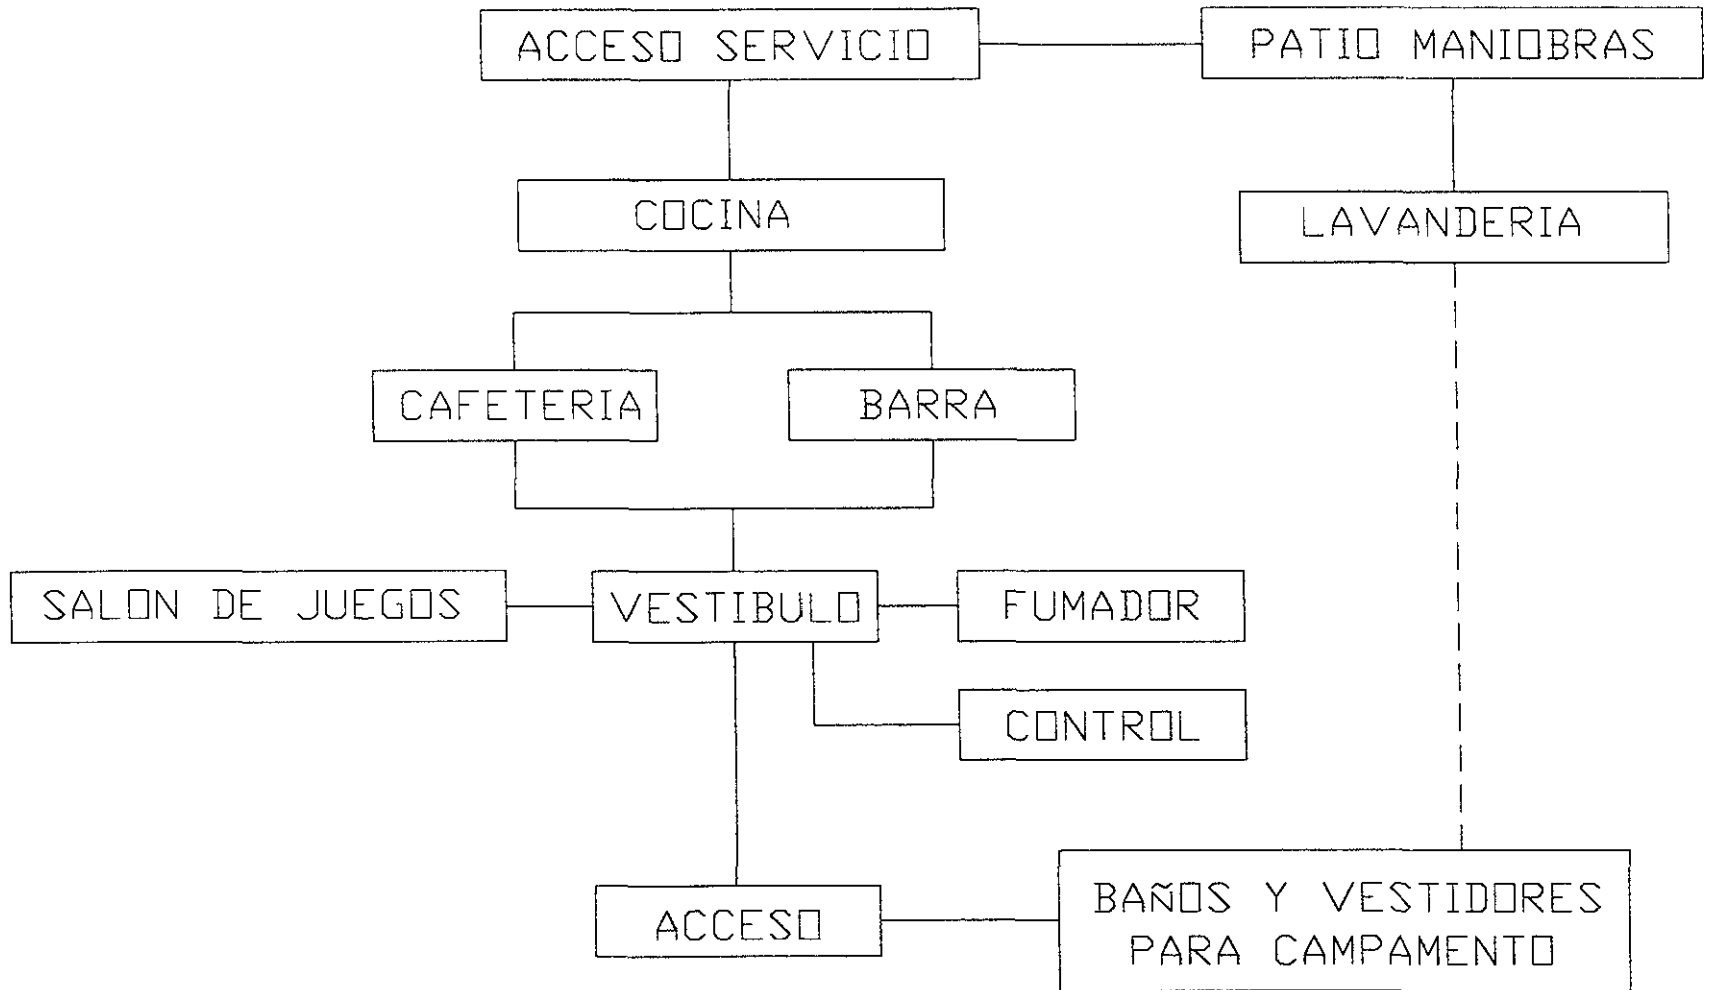 ACCESO SERVICIO
PATIO MANIOBRAS
COCINA
LAVANDERIA
CAFETERIA
BARRA
SALON DE JUEGOS
VESTIBULO
FUMADOR
CONTROL
ACCESO
BAÑOS Y VESTIDORES
PARA CAMPAMENTO